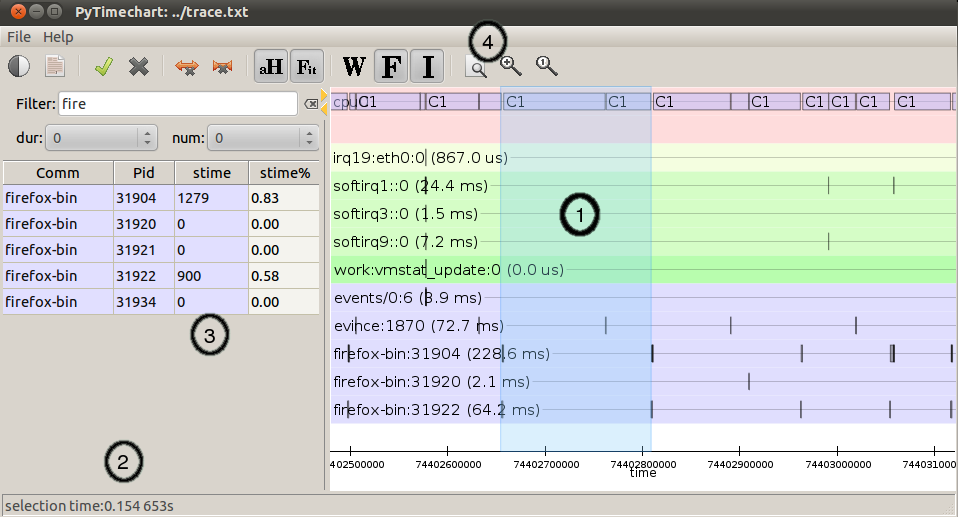 PyTimechart: ../trace.txt
File Help
4
aH Fit W F I
1
Filter: fire
dur: 0 num: 0
Comm Pid stime stime%
firefox-bin 31904 1279 0.83
firefox-bin 31920 0 0.00
firefox-bin 31921 0 0.00
firefox-bin 31922 900 0.58
firefox-bin 31934 0 0.00
3
2
C1 C1 C1 C1 C1 C1 C1 C1 C1 C1
irq19:eth0:0 (867.0 us)
softirq1::0 (24.4 ms)
softirq3::0 (1.5 ms)
softirq9::0 (7.2 ms)
1
work:vmstat_update:0 (0.0 us)
events/0:6 (3.9 ms)
evince:1870 (72.7 ms)
firefox-bin:31904 (228.6 ms)
firefox-bin:31920 (2.1 ms)
firefox-bin:31922 (64.2 ms)
402500000 74402600000 74402700000 74402800000 74402900000 74403000000 744031000
time
selection time:0.154 653s